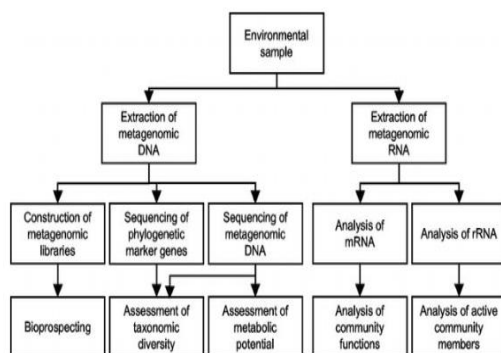 Environmental
sample
Extraction of
metagenomic
DNA
Extraction of
metagenomic
RNA
Construction of
metagenomic
libraries
Sequencing of
phylogenetic
marker genes
Sequencing of
metagenomic
DNA
Analysis of
mRNA
Analysis of rRNA
Bioprospecting
Assessment of
taxonomic
diversity
Assessment of
metabolic
potential
Analysis of
community
functions
Analysis of active
community
members